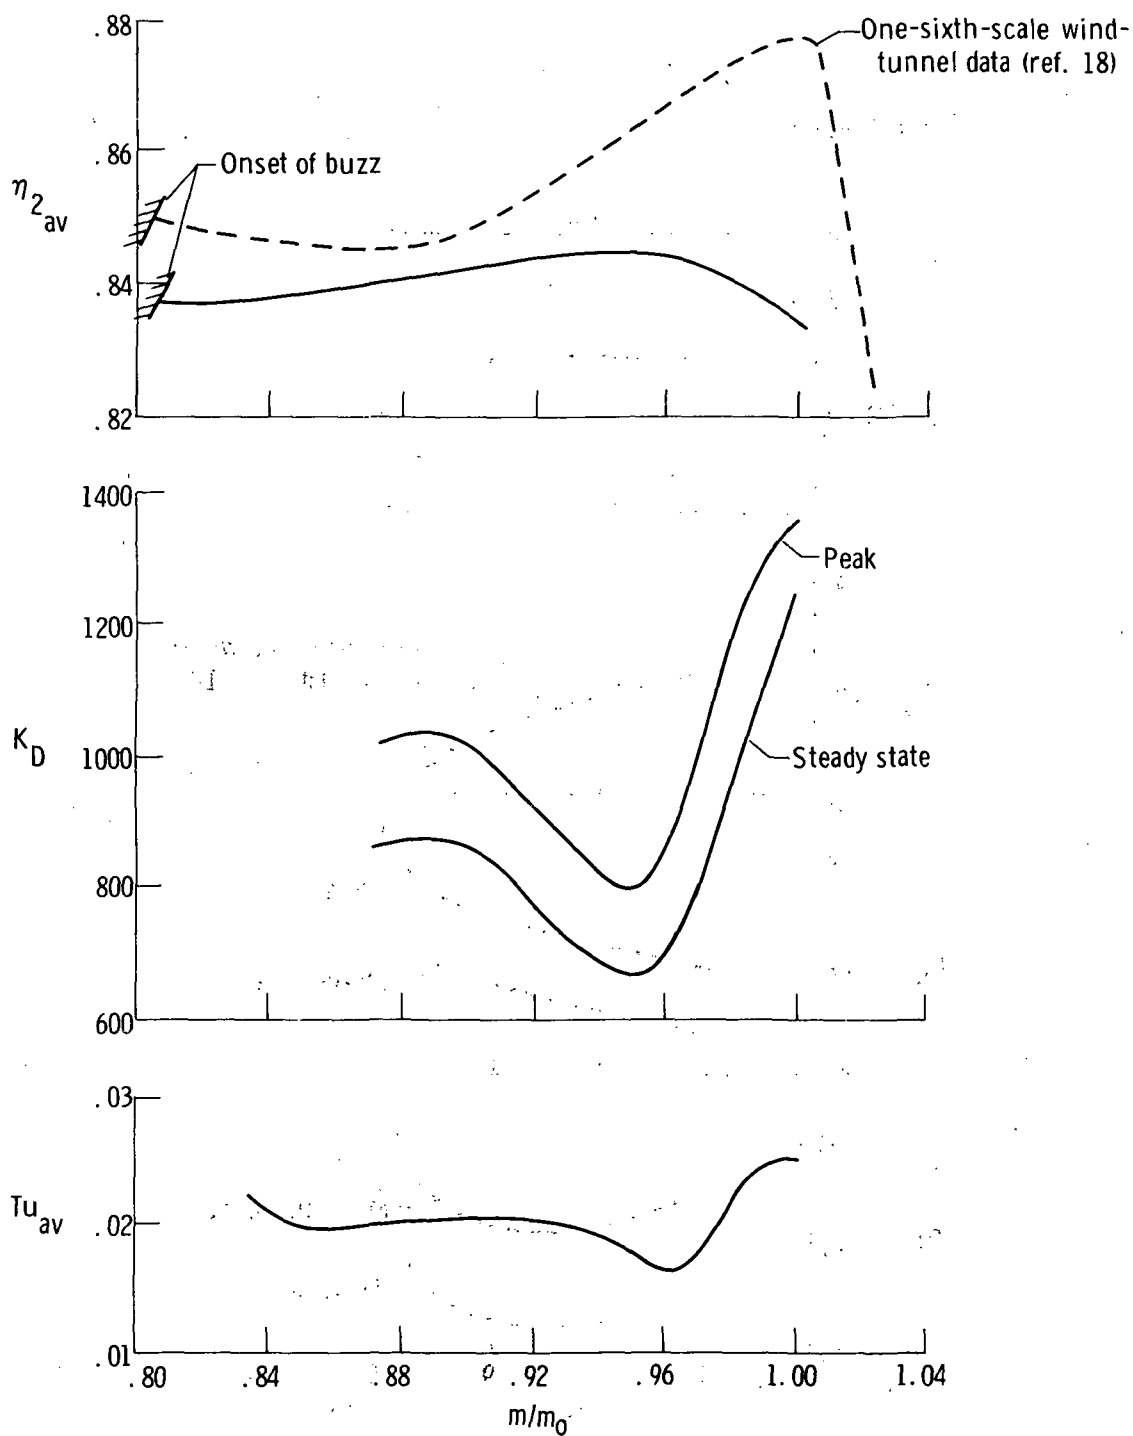 .88
One-sixth-scale wind-
tunnel data (ref. 18)
.86
Onset of buzz
η2av
.84
.82
1400
Peak
1200
KD
1000
Steady state
800
600
.03
Tuav
.02
.01
.80 .84 .88 .92 .96 1.00 1.04
m/m0